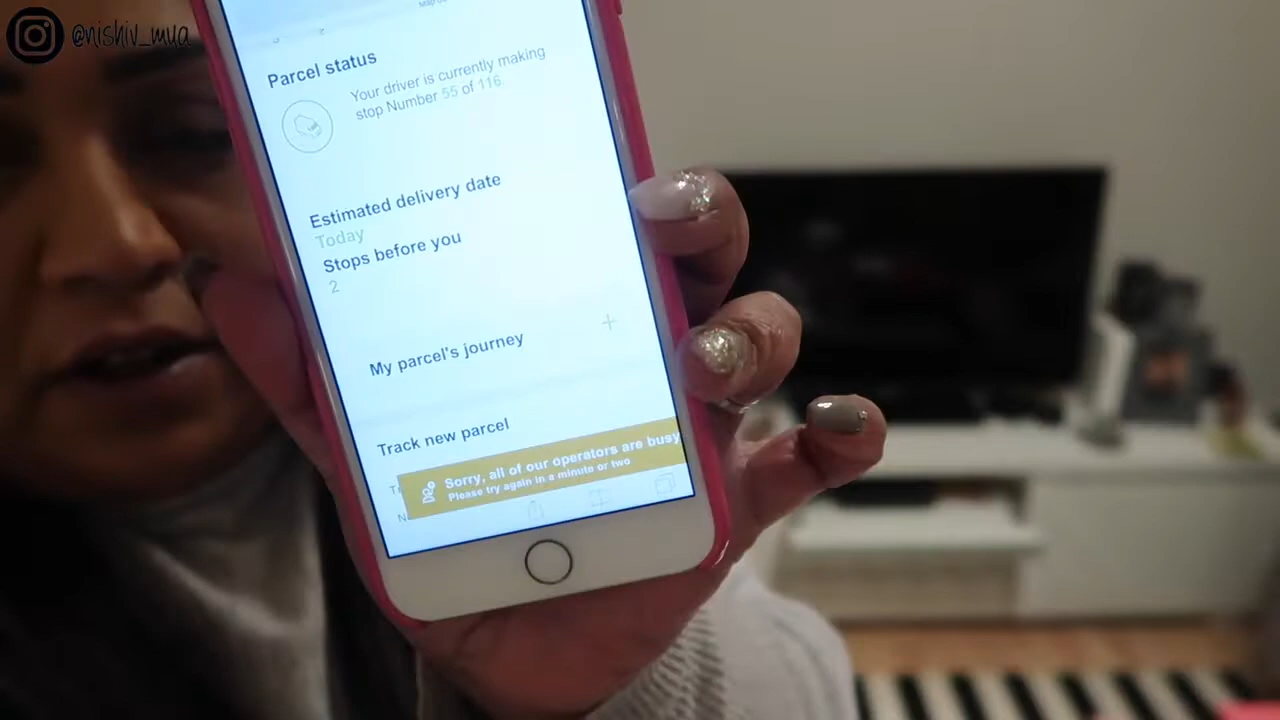 @nishiv_mua
Parcel status
Your driver is currently making
stop Number 55 of 116.
Estimated delivery date
Today
Stops before you
2
My parcel's journey
Track new parcel
Sorry, all of our operators are busy
Please try again in a minute or two